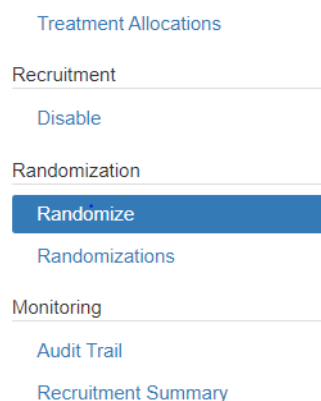 Treatment Allocations
Recruitment
Disable
Randomization
Randomize
Randomizations
Monitoring
Audit Trail
Recruitment Summary